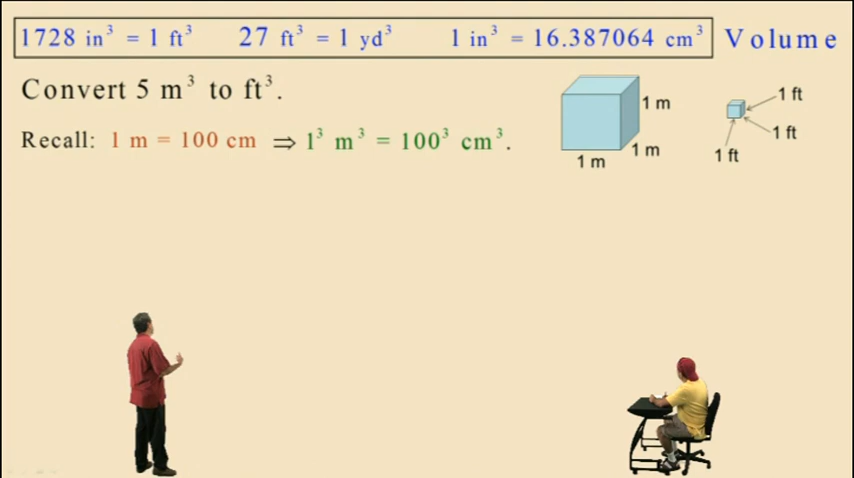 1728 in³ = 1 ft³ 27 ft³ = 1 yd³ 1 in³ = 16.387064 cm³ Volume
Convert 5 m³ to ft³.
Recall: 1 m = 100 cm ⇒ 1³ m³ = 100³ cm³.
1 m
1 m
1 m
1 ft
1 ft
1 ft